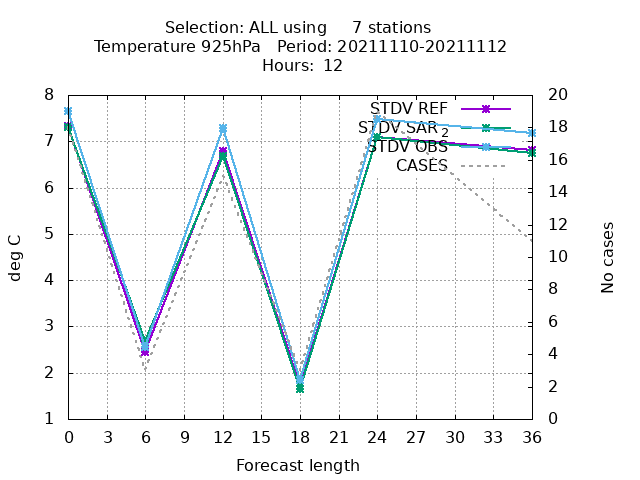 Selection: ALL using 7 stations
Temperature 925hPa Period: 20211110-20211112
Hours: 12
8 20
STDV REF
18
STDV SAR 2
7
STDV OBS
16
CASES
6
14
12
5
deg C
No cases
10
4
8
3
6
4
2
2
1 0
0 3 6 9 12 15 18 21 24 27 30 33 36
Forecast length